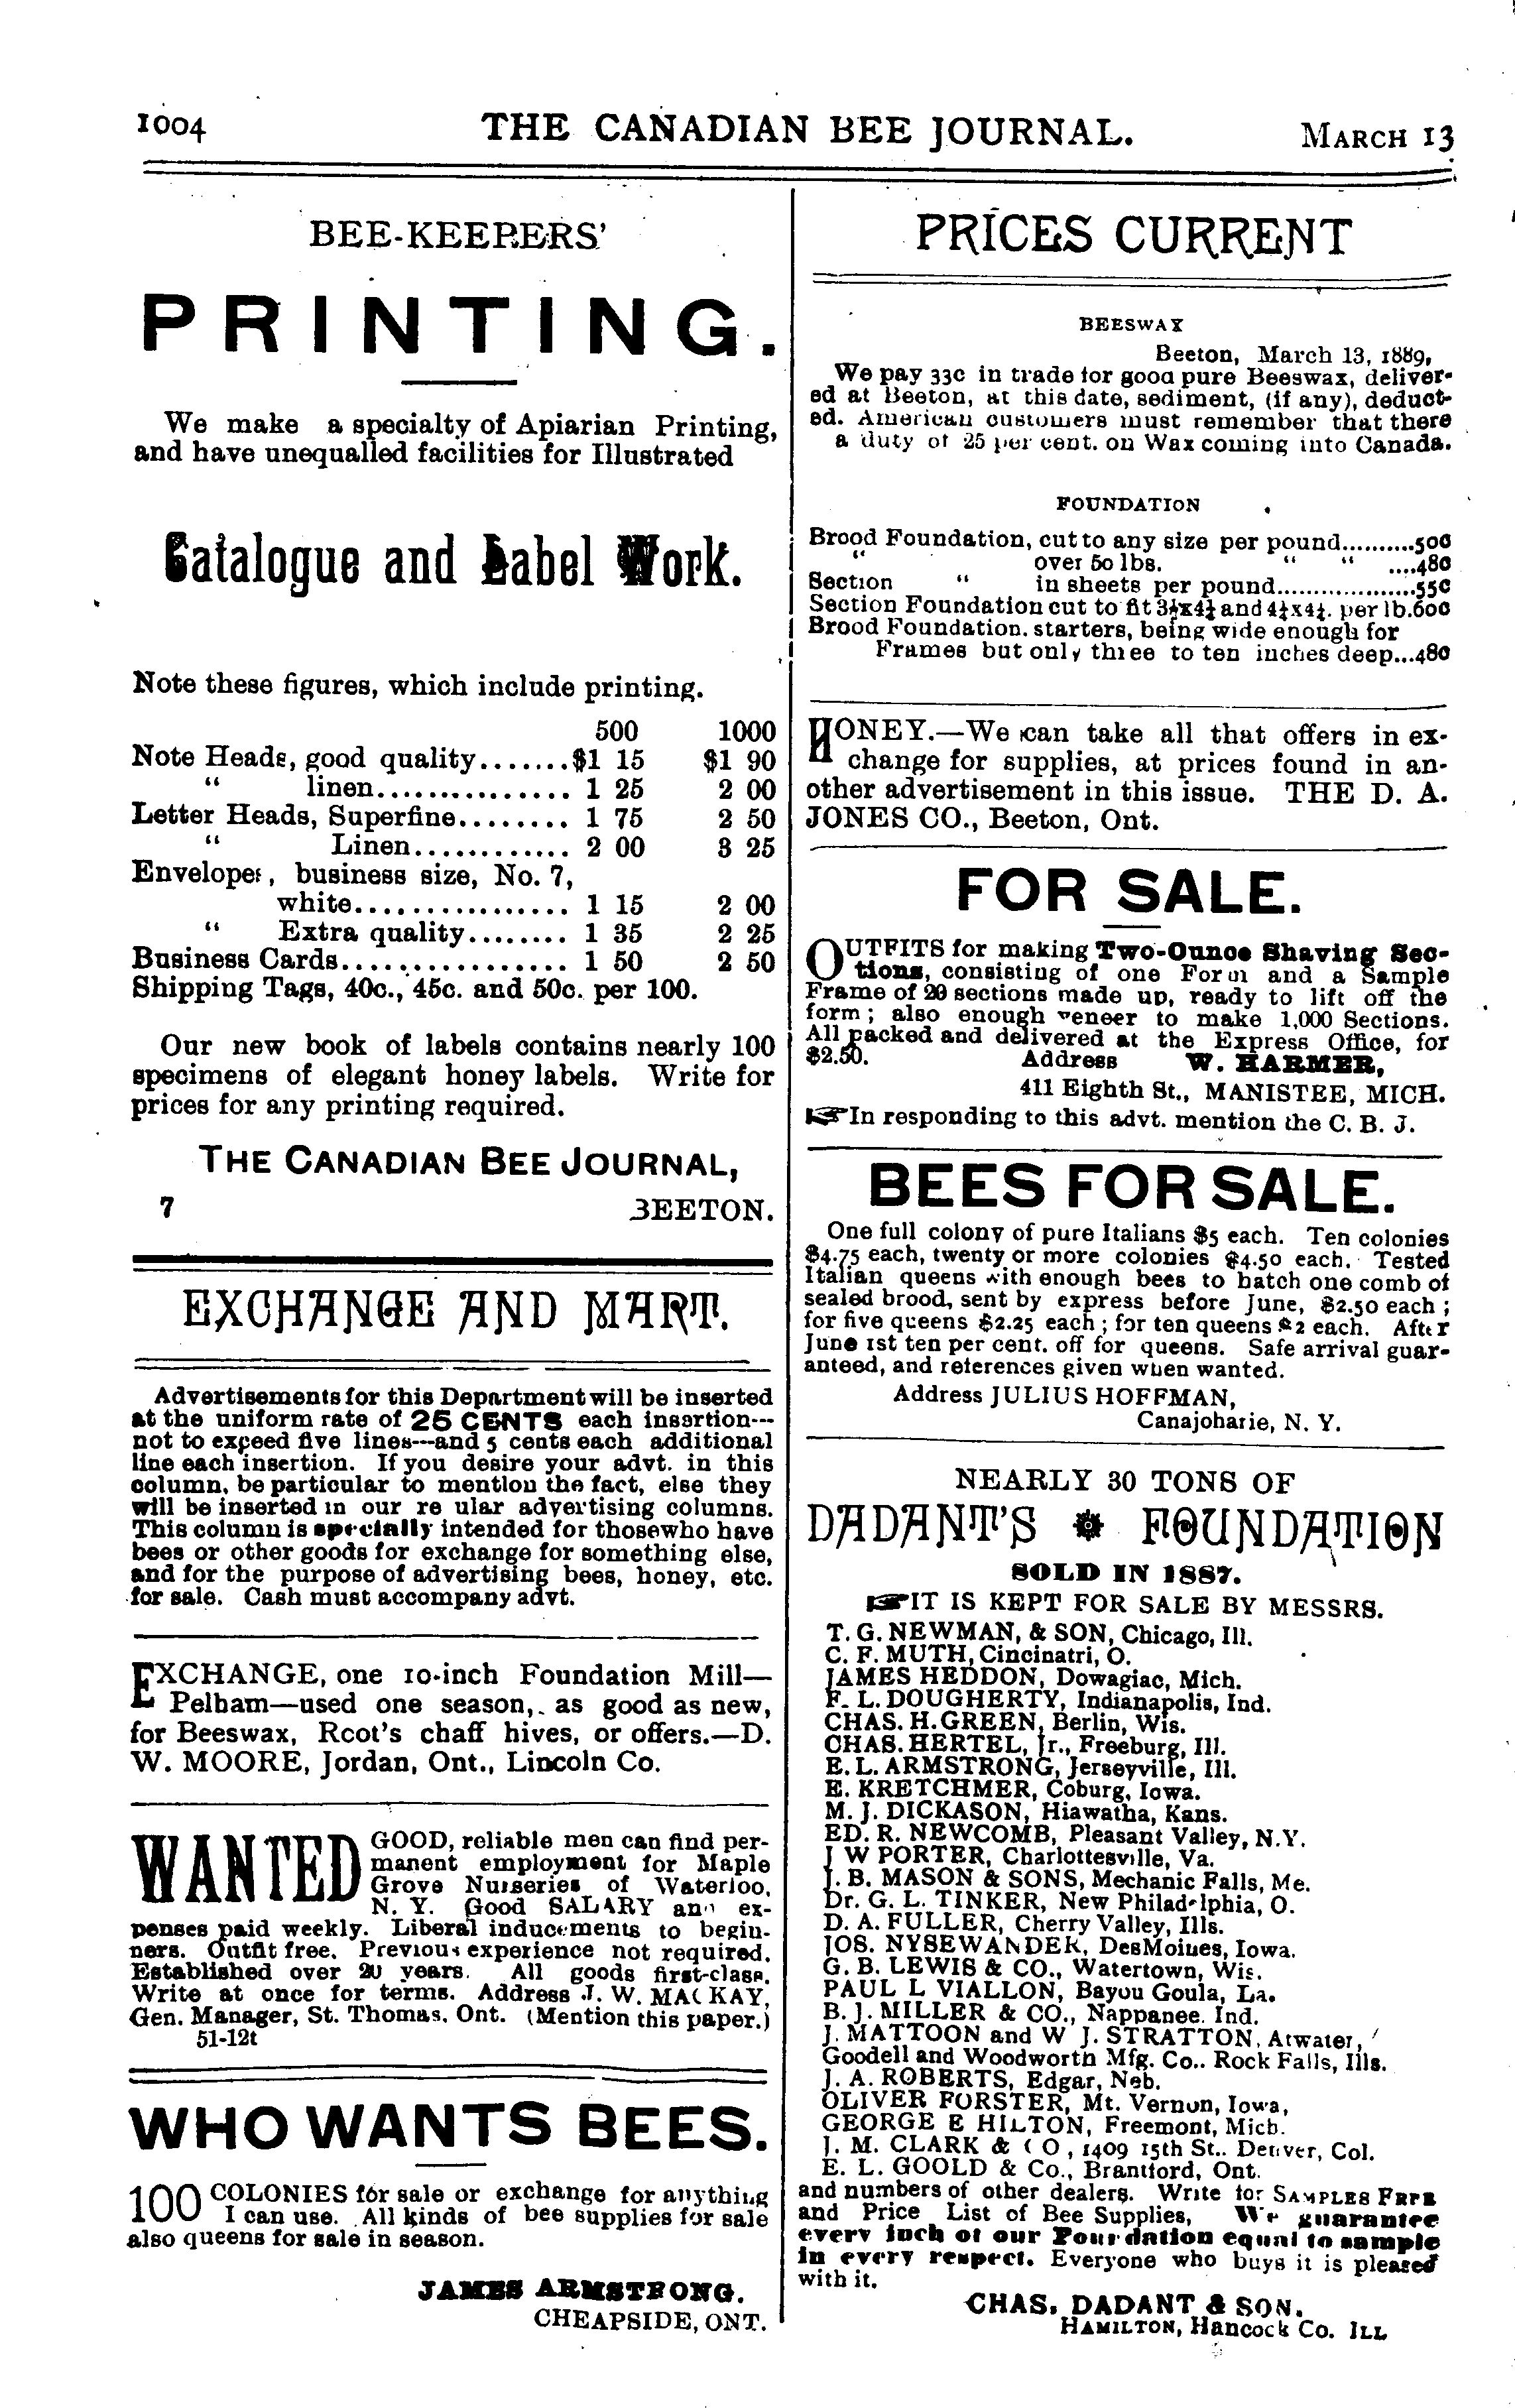 1004 THE CANADIAN BEE JOURNAL. MARCH 13
BEE-KEEPERS'
PRINTING.
We make a specialty of Apiarian Printing,
and have unequalled facilities for Illustrated
Catalogue and Label Work.
Note these figures, which include printing.
500 1000
Note Heads, good quality.......$1 15 $1 90
“ linen............... 1 25 2 00
Letter Heads, Superfine........ 1 75 2 50
“ Linen............ 2 00 3 25
Envelopes, business size, No. 7,
white................ 1 15 2 00
“ Extra quality........ 1 35 2 25
Business Cards................ 1 50 2 50
Shipping Tags, 40c., 45c. and 50c. per 100.
Our new book of labels contains nearly 100
specimens of elegant honey labels. Write for
prices for any printing required.
THE CANADIAN BEE JOURNAL,
7 BEETON.
EXCHANGE AND MART.
Advertisements for this Department will be inserted
at the uniform rate of 25 CENTS each insertion—
not to exceed five lines—and 5 cents each additional
line each insertion. If you desire your advt. in this
column, be particular to mention the fact, else they
will be inserted in our re ular advertising columns.
This column is specially intended for those who have
bees or other goods for exchange for something else,
and for the purpose of advertising bees, honey, etc.
for sale. Cash must accompany advt.
EXCHANGE, one 10-inch Foundation Mill—
Pelham—used one season, as good as new,
for Beeswax, Root's chaff hives, or offers.—D.
W. MOORE, Jordan, Ont., Lincoln Co.
WANTED GOOD, reliable men can find per-
manent employment for Maple
Grove Nurseries of Waterloo,
N. Y. Good SALARY and ex-
penses paid weekly. Liberal inducements to begin-
ners. Outfit free. Previous experience not required.
Established over 20 years. All goods first-class.
Write at once for terms. Address J. W. MACKAY,
Gen. Manager, St. Thomas, Ont. (Mention this paper.)
51-12t
WHO WANTS BEES.
100 COLONIES for sale or exchange for anything
I can use. All kinds of bee supplies for sale
also queens for sale in season.
JAMES ARMSTRONG.
CHEAPSIDE, ONT.
PRICES CURRENT
BEESWAX
Beeton, March 13, 1889,
We pay 33c in trade for good pure Beeswax, deliver-
ed at Beeton, at this date, sediment, (if any), deduct-
ed. American customers must remember that there
a duty of 25 per cent. on Wax coming into Canada.
FOUNDATION
Brood Foundation, cut to any size per pound..........50c
“ over 50 lbs. “ “ ....48c
Section “ in sheets per pound...................55c
Section Foundation cut to fit 3½x4¼ and 4¼x4¼. per lb.60c
Brood Foundation. starters, being wide enough for
Frames but only three to ten inches deep...48c
HONEY.—We can take all that offers in ex-
change for supplies, at prices found in an-
other advertisement in this issue. THE D. A.
JONES CO., Beeton, Ont.
FOR SALE.
OUTFITS for making Two-Ounce Shaving Sec-
tions, consisting of one Form and a Sample
Frame of 20 sections made up, ready to lift off the
form; also enough veneer to make 1,000 Sections.
All packed and delivered at the Express Office, for
$2.50. Address W. HARMER,
411 Eighth St., MANISTEE, MICH.
☞In responding to this advt. mention the C. B. J.
BEES FOR SALE.
One full colony of pure Italians $5 each. Ten colonies
$4.75 each, twenty or more colonies $4.50 each. Tested
Italian queens with enough bees to hatch one comb of
sealed brood, sent by express before June, $2.50 each;
for five queens $2.25 each; for ten queens $2 each. After
June 1st ten per cent. off for queens. Safe arrival guar-
anteed, and references given when wanted.
Address JULIUS HOFFMAN,
Canajoharie, N. Y.
NEARLY 30 TONS OF
DADANT'S FOUNDATION
SOLD IN 1887.
☞IT IS KEPT FOR SALE BY MESSRS.
T. G. NEWMAN, & SON, Chicago, Ill.
C. F. MUTH, Cincinatri, O.
JAMES HEDDON, Dowagiac, Mich.
F. L. DOUGHERTY, Indianapolis, Ind.
CHAS. H. GREEN, Berlin, Wis.
CHAS. HERTEL, Jr., Freeburg, Ill.
E. L. ARMSTRONG, Jerseyville, Ill.
E. KRETCHMER, Coburg, Iowa.
M. J. DICKASON, Hiawatha, Kans.
ED. R. NEWCOMB, Pleasant Valley, N.Y.
J W PORTER, Charlottesville, Va.
J. B. MASON & SONS, Mechanic Falls, Me.
Dr. G. L. TINKER, New Philadelphia, O.
D. A. FULLER, Cherry Valley, Ills.
JOS. NYSEWANDER, DesMoines, Iowa.
G. B. LEWIS & CO., Watertown, Wis.
PAUL L VIALLON, Bayou Goula, La.
B. J. MILLER & CO., Nappanee. Ind.
J. MATTOON and W J. STRATTON, Atwater,
Goodell and Woodworth Mfg. Co.. Rock Falls, Ills.
J. A. ROBERTS, Edgar, Neb.
OLIVER FORSTER, Mt. Vernon, Iowa,
GEORGE E HILTON, Freemont, Mich.
J. M. CLARK & CO, 1409 15th St.. Denver, Col.
E. L. GOOLD & Co., Brantford, Ont.
and numbers of other dealers. Write for SAMPLES FREE
and Price List of Bee Supplies, We guarantee
every inch of our Foundation equal to sample
in every respect. Everyone who buys it is pleased
with it.
CHAS. DADANT & SON.
HAMILTON, Hancock Co. ILL